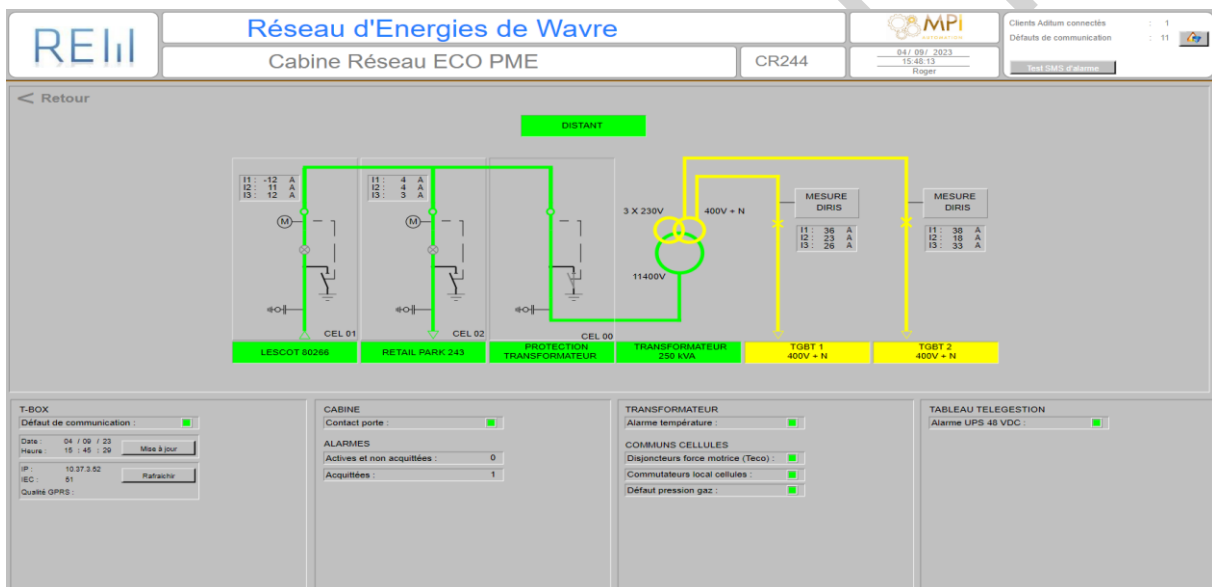 REW
Réseau d'Energies de Wavre
Cabine Réseau ECO PME
CR244
MPI
AUTOMATION
04/ 09/ 2023
15:48:13
Roger
Clients Aditum connectés : 1
Défauts de communication : 11
Test SMS d'alarme
< Retour
DISTANT
I1 : -12 A
I2 : 11 A
I3 : 12 A
I1 : 4 A
I2 : 4 A
I3 : 3 A
M
M
3 X 230V
400V + N
11400V
MESURE
DIRIS
I1 : 36 A
I2 : 23 A
I3 : 26 A
MESURE
DIRIS
I1 : 38 A
I2 : 18 A
I3 : 33 A
CEL 01
CEL 02
CEL 00
LESCOT 80266
RETAIL PARK 243
PROTECTION
TRANSFORMATEUR
TRANSFORMATEUR
250 kVA
TGBT 1
400V + N
TGBT 2
400V + N
T-BOX
Défaut de communication :
Date : 04 / 09 / 23
Heure : 15 : 45 : 29
Mise à jour
IP : 10.37.3.52
IEC : 51
Rafraichir
Qualité GPRS :
CABINE
Contact porte :
ALARMES
Actives et non acquittées : 0
Acquittées : 1
TRANSFORMATEUR
Alarme température :
COMMUNS CELLULES
Disjoncteurs force motrice (Teco) :
Commutateurs local cellules :
Défaut pression gaz :
TABLEAU TELEGESTION
Alarme UPS 48 VDC :